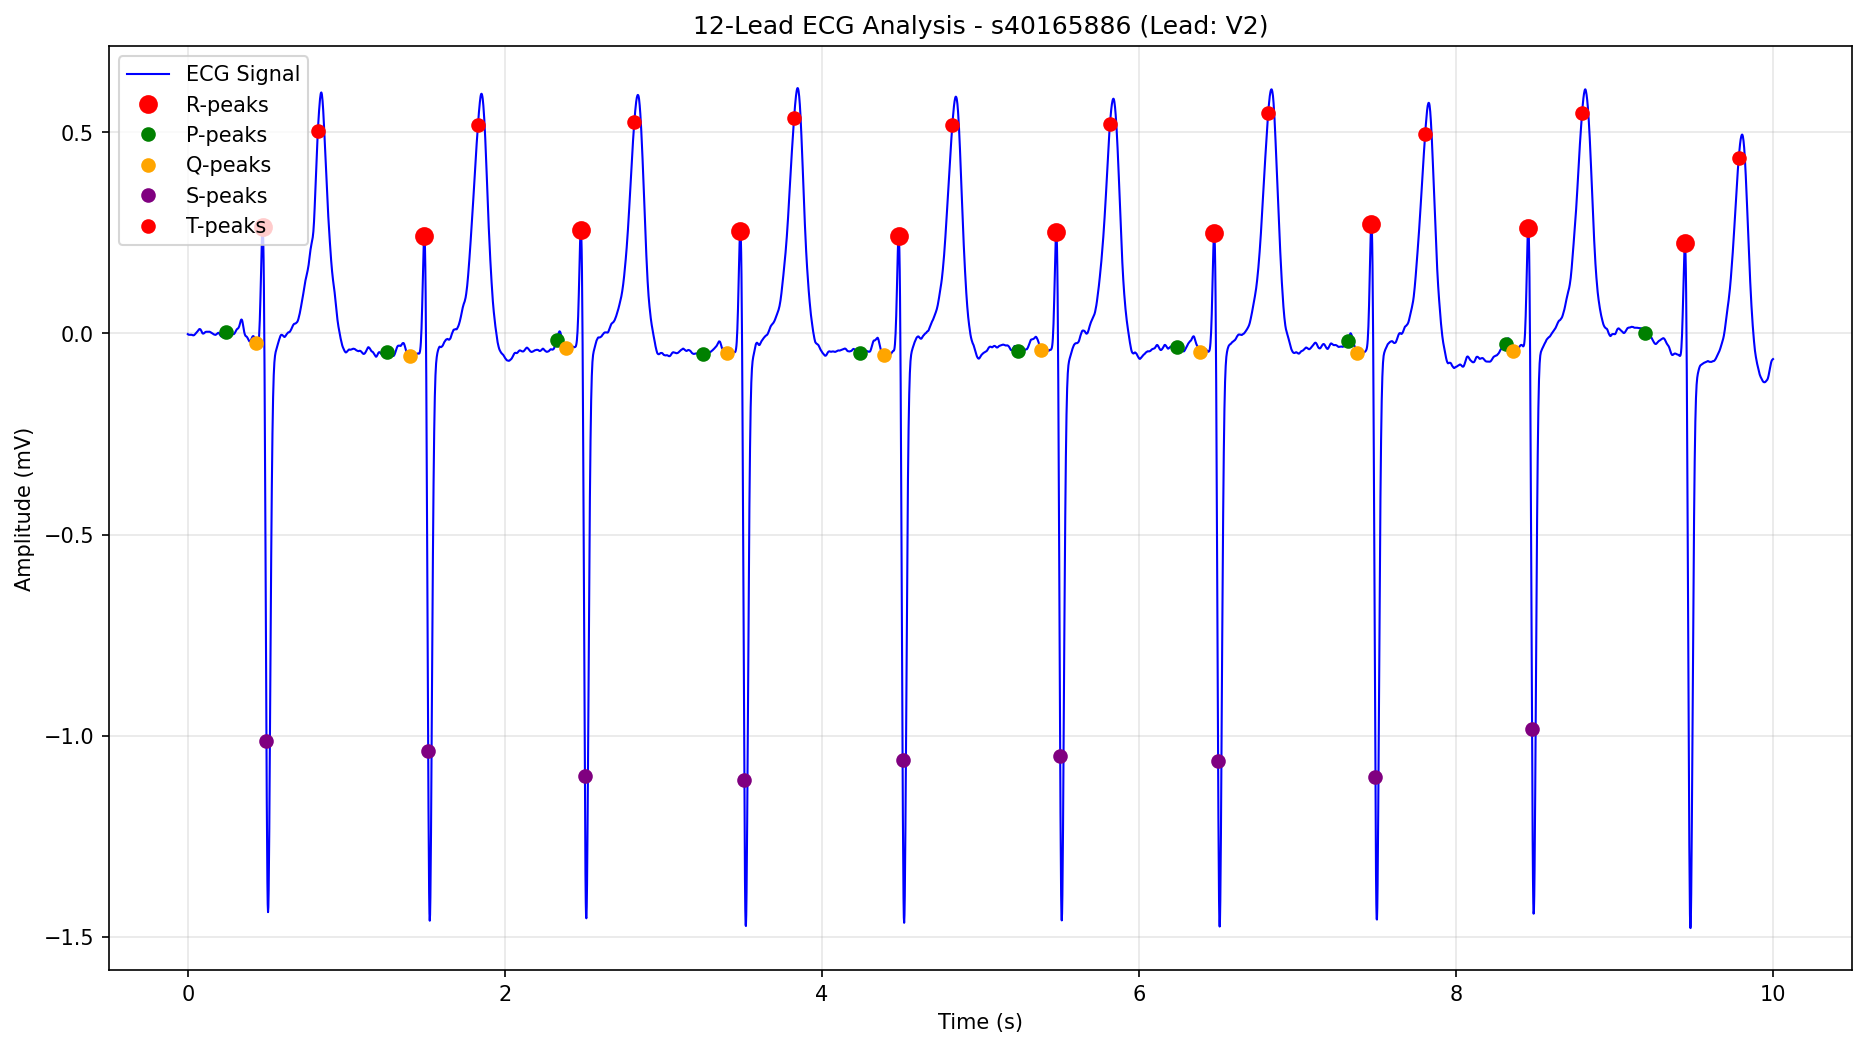 12-Lead ECG Analysis - s40165886 (Lead: V2)
ECG Signal
R-peaks
P-peaks
Q-peaks
S-peaks
T-peaks
0.5
0.0
−0.5
−1.0
−1.5
Amplitude (mV)
0 2 4 6 8 10
Time (s)